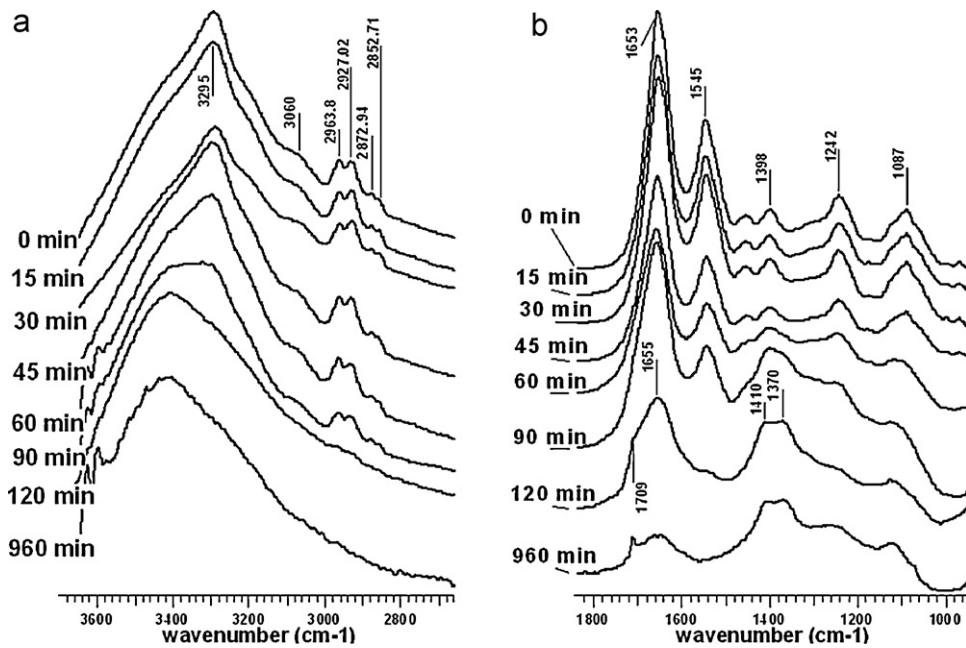 a
3295
3060
2963.8
2927.02
2872.94
2852.71
0 min
15 min
30 min
45 min
60 min
90 min
120 min
960 min
3600 3400 3200 3000 2800
wavenumber (cm-1)
b
1653
1545
1398
1242
1087
0 min
15 min
30 min
45 min
60 min
90 min
120 min
960 min
1655
1410
1370
1709
1800 1600 1400 1200 1000
wavenumber (cm-1)